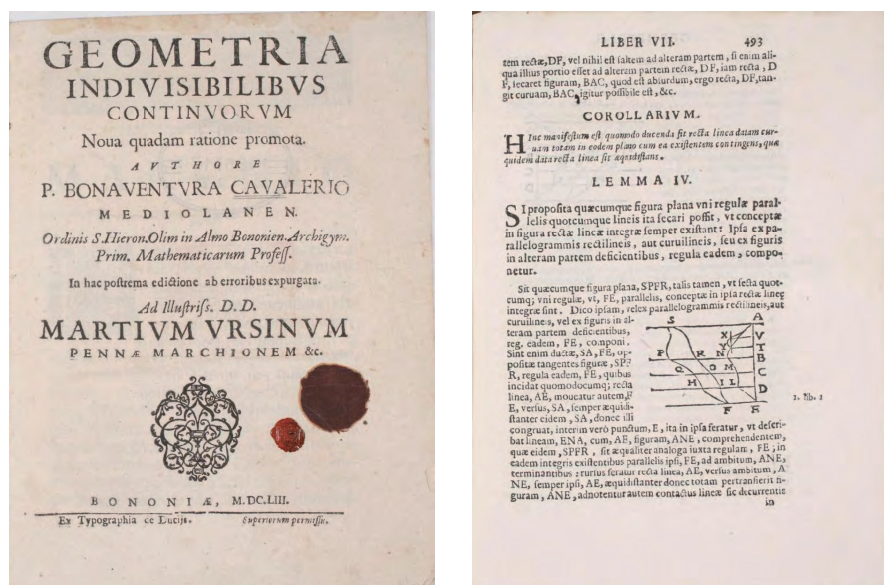 GEOMETRIA
INDIVISIBILIBVS
CONTINVORVM
Noua quadam ratione promota.
AVTHORE
P. BONAVENTVRA CAVALERIO
MEDIOLANEN.
Ordinis S.Hieron.Olim in Almo Bononien.Archigym.
Prim. Mathematicarum Profeſſ.
In hac poſtrema edictione ab erroribus expurgata.
Ad Illuſtriſs. D. D.
MARTIVM VRSINVM
PENNÆ MARCHIONEM &c.
BONONIÆ, M.DC.LIII.
Ex Typographia de Ducijs. Superiorum permiſſu.
LIBER VII. 493
tem rectæ, DF, vel nihil eſt ſaltem ad alteram partem, ſi enim ali-
qua illius portio eſſet ad alteram partem rectæ, DF, iam recta, D
F, ſecaret figuram, BAC, quod eſt abſurdum, ergo recta, DF, tan-
git curuam, BAC, igitur poſſibile eſt, &c.
COROLLARIVM.
HInc manifeſtum eſt quomodo ducenda ſit recta linea datam cur-
uam totam in eodem plano cum ea exiſtentem contingens, quæ
quidem data recta linea ſit æquidiſtans.
LEMMA IV.
SI propoſita quæcumque figura plana vni regulæ paral-
lelis quotcumque lineis ita ſecari poſſit, vt conceptæ
in figura rectæ lineæ integræ ſemper exiſtant: Ipſa ex pa-
rallelogrammis rectilineis, aut curuilineis, ſeu ex figuris
in alteram partem deficientibus, regula eadem, compo-
netur.
Sit quæcumque figura plana, SPFR, talis tamen, vt ſecta quot-
cumq; vni regulæ, vt, FE, parallelis, conceptæ in ipſa rectæ lineę
integræ ſint. Dico ipſam, relex parallelogrammis rectilineis, aut
curuilineis, vel ex figuris in al-
teram partem deficientibus,
reg. eadem, FE, componi.
Sint enim ductæ, SA, FE, op-
poſitæ tangentes figuræ, SPF
R, regula eadem, FE, quibus
incidat quomodocumq; recta
linea, AE, moucatur autem, F
E, verſus, SA, ſemper æquidi-
ſtanter eidem, SA, donec illi
S A
X V
Y T
P R N B
Q O M C
H I L D
F E
2. lib. 1
congruat, interim verò punctum, E, ita in ipſa feratur, vt deſcri-
bat lineam, ENA, cum, AE, figuram, ANE, comprehendentem,
quæ eidem, SPFR, ſit æqualiter analoga iuxta regulam, FE, in
eadem integris exiſtentibus parallelis ipſi, FE, ad ambitum, ANE,
terminantibus: rurſus feratur recta linea, AE, verſus ambitum, A
NE, ſemper ipſi, AE, æquidiſtanter donec totam pertranſierit fi-
guram, ANE, adnotentur autem contactus lineæ ſic decurrentis
in